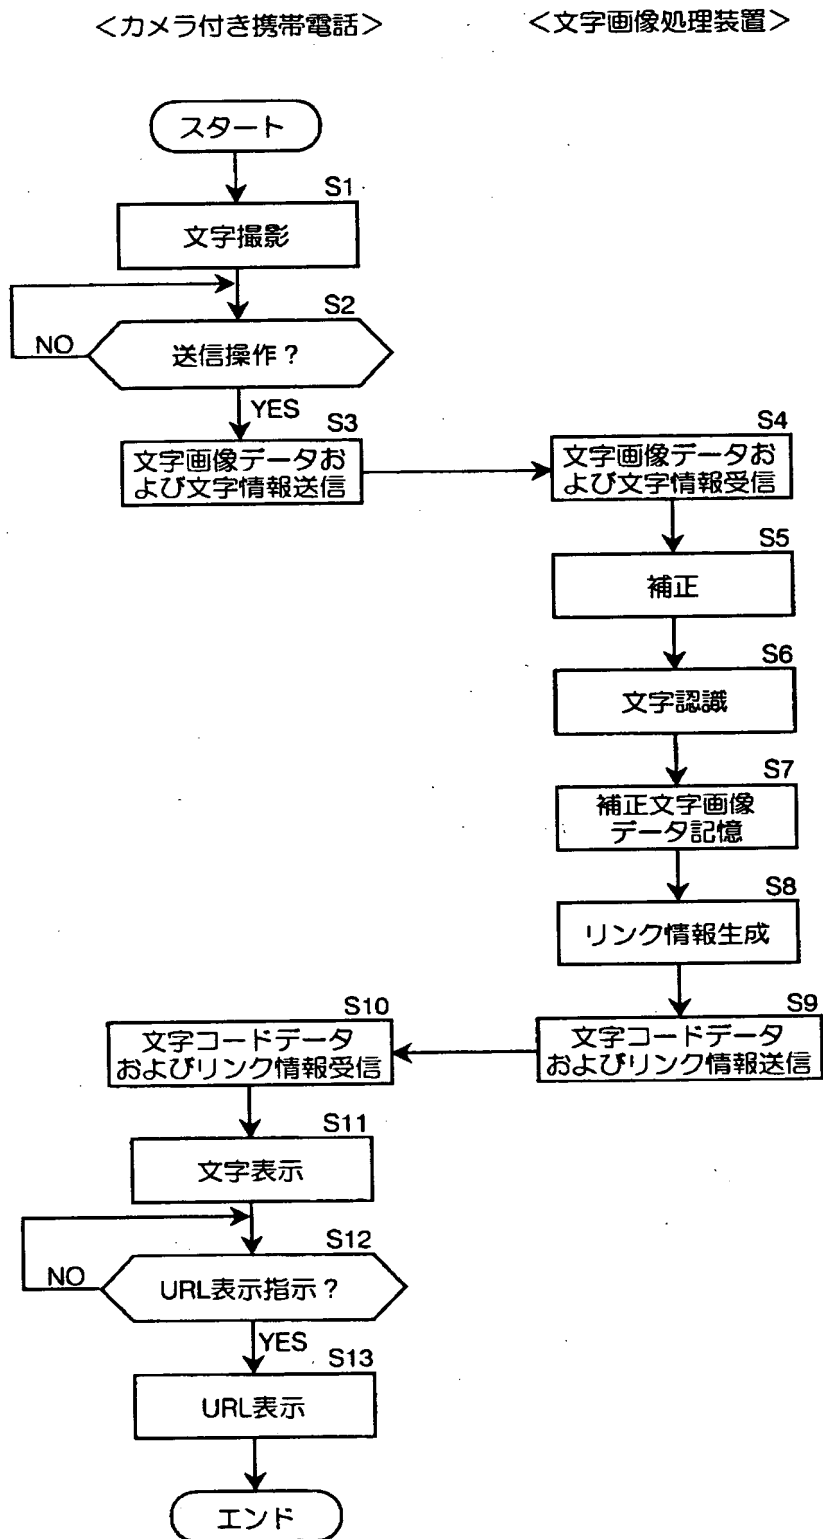 <カメラ付き携帯電話>
<文字画像処理装置>
スタート
S1
文字撮影
S2
NO
送信操作？
YES
S3
文字画像データお
よび文字情報送信
S4
文字画像データお
よび文字情報受信
S5
補正
S6
文字認識
S7
補正文字画像
データ記憶
S8
リンク情報生成
S9
文字コードデータ
およびリンク情報送信
S10
文字コードデータ
およびリンク情報受信
S11
文字表示
S12
NO
URL表示指示？
YES
S13
URL表示
エンド